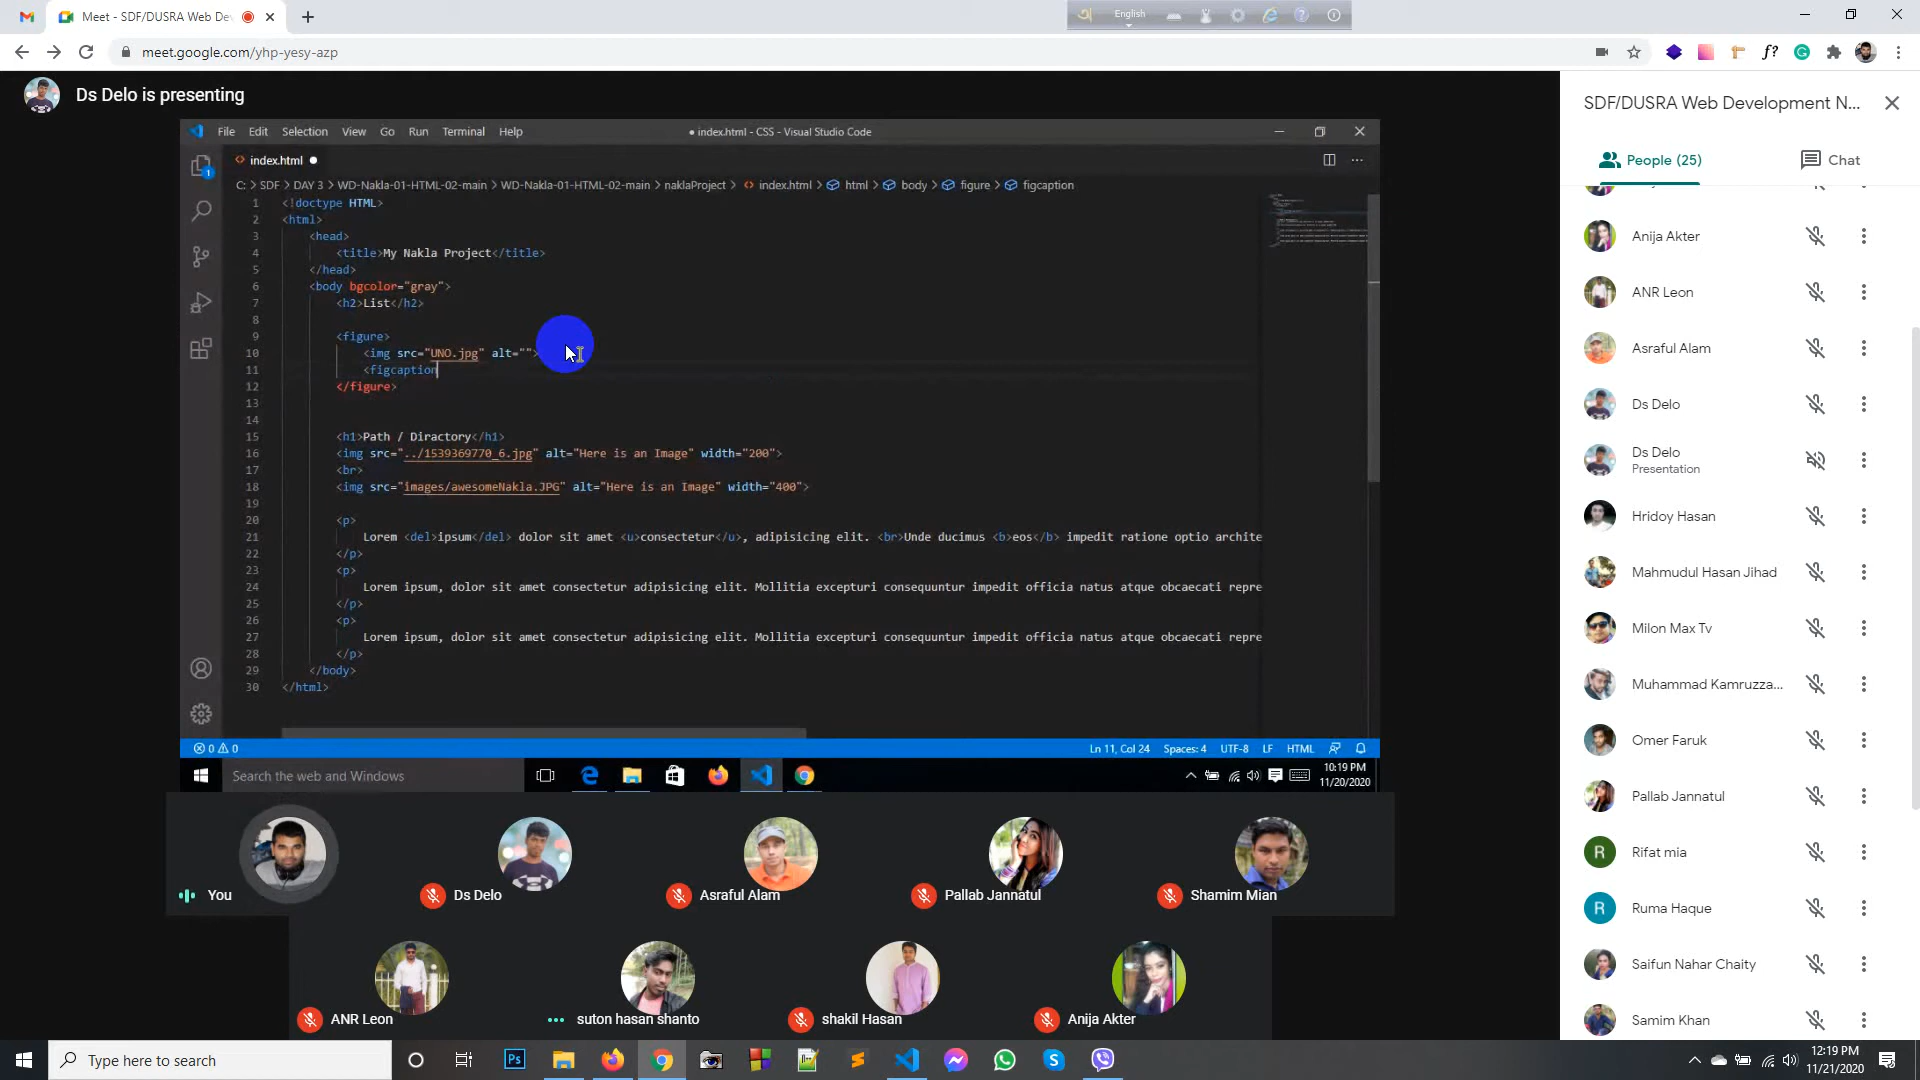 Meet - SDF/DUSRA Web De
English
meet.google.com/yhp-yesy-azp
f?
Ds Delo is presenting
File Edit Selection View Go Run Terminal Help
● index.html - CSS - Visual Studio Code
index.html
C: > SDF > DAY 3 > WD-Nakla-01-HTML-02-main > WD-Nakla-01-HTML-02-main > naklaProject > index.html > html > body > figure > figcaption
1 <!doctype HTML>
2 <html>
3 <head>
4 <title>My Nakla Project</title>
5 </head>
6 <body bgcolor="gray">
7 <h2>List</h2>
8
9 <figure>
10 <img src="UNO.jpg" alt="">
11 <figcaption
12 </figure>
13
14
15 <h1>Path / Diractory</h1>
16 <img src="../1539369770_6.jpg" alt="Here is an Image" width="200">
17 <br>
18 <img src="images/awesomeNakla.JPG" alt="Here is an Image" width="400">
19
20 <p>
21 Lorem <del>ipsum</del> dolor sit amet <u>consectetur</u>, adipisicing elit. <br>Unde ducimus <b>eos</b> impedit ratione optio archite
22 </p>
23 <p>
24 Lorem ipsum, dolor sit amet consectetur adipisicing elit. Mollitia excepturi consequuntur impedit officia natus atque obcaecati repre
25 </p>
26 <p>
27 Lorem ipsum, dolor sit amet consectetur adipisicing elit. Mollitia excepturi consequuntur impedit officia natus atque obcaecati repre
28 </p>
29 </body>
30 </html>
1
0 0
Ln 11, Col 24 Spaces: 4 UTF-8 LF HTML
Search the web and Windows
10:19 PM
11/20/2020
You
Ds Delo
Asraful Alam
Pallab Jannatul
Shamim Mian
ANR Leon
suton hasan shanto
shakil Hasan
Anija Akter
SDF/DUSRA Web Development N...
People (25)
Chat
Anija Akter
ANR Leon
Asraful Alam
Ds Delo
Ds Delo
Presentation
Hridoy Hasan
Mahmudul Hasan Jihad
Milon Max Tv
Muhammad Kamruzza...
Omer Faruk
Pallab Jannatul
R Rifat mia
R Ruma Haque
Saifun Nahar Chaity
Samim Khan
Type here to search
Ps
12:19 PM
11/21/2020